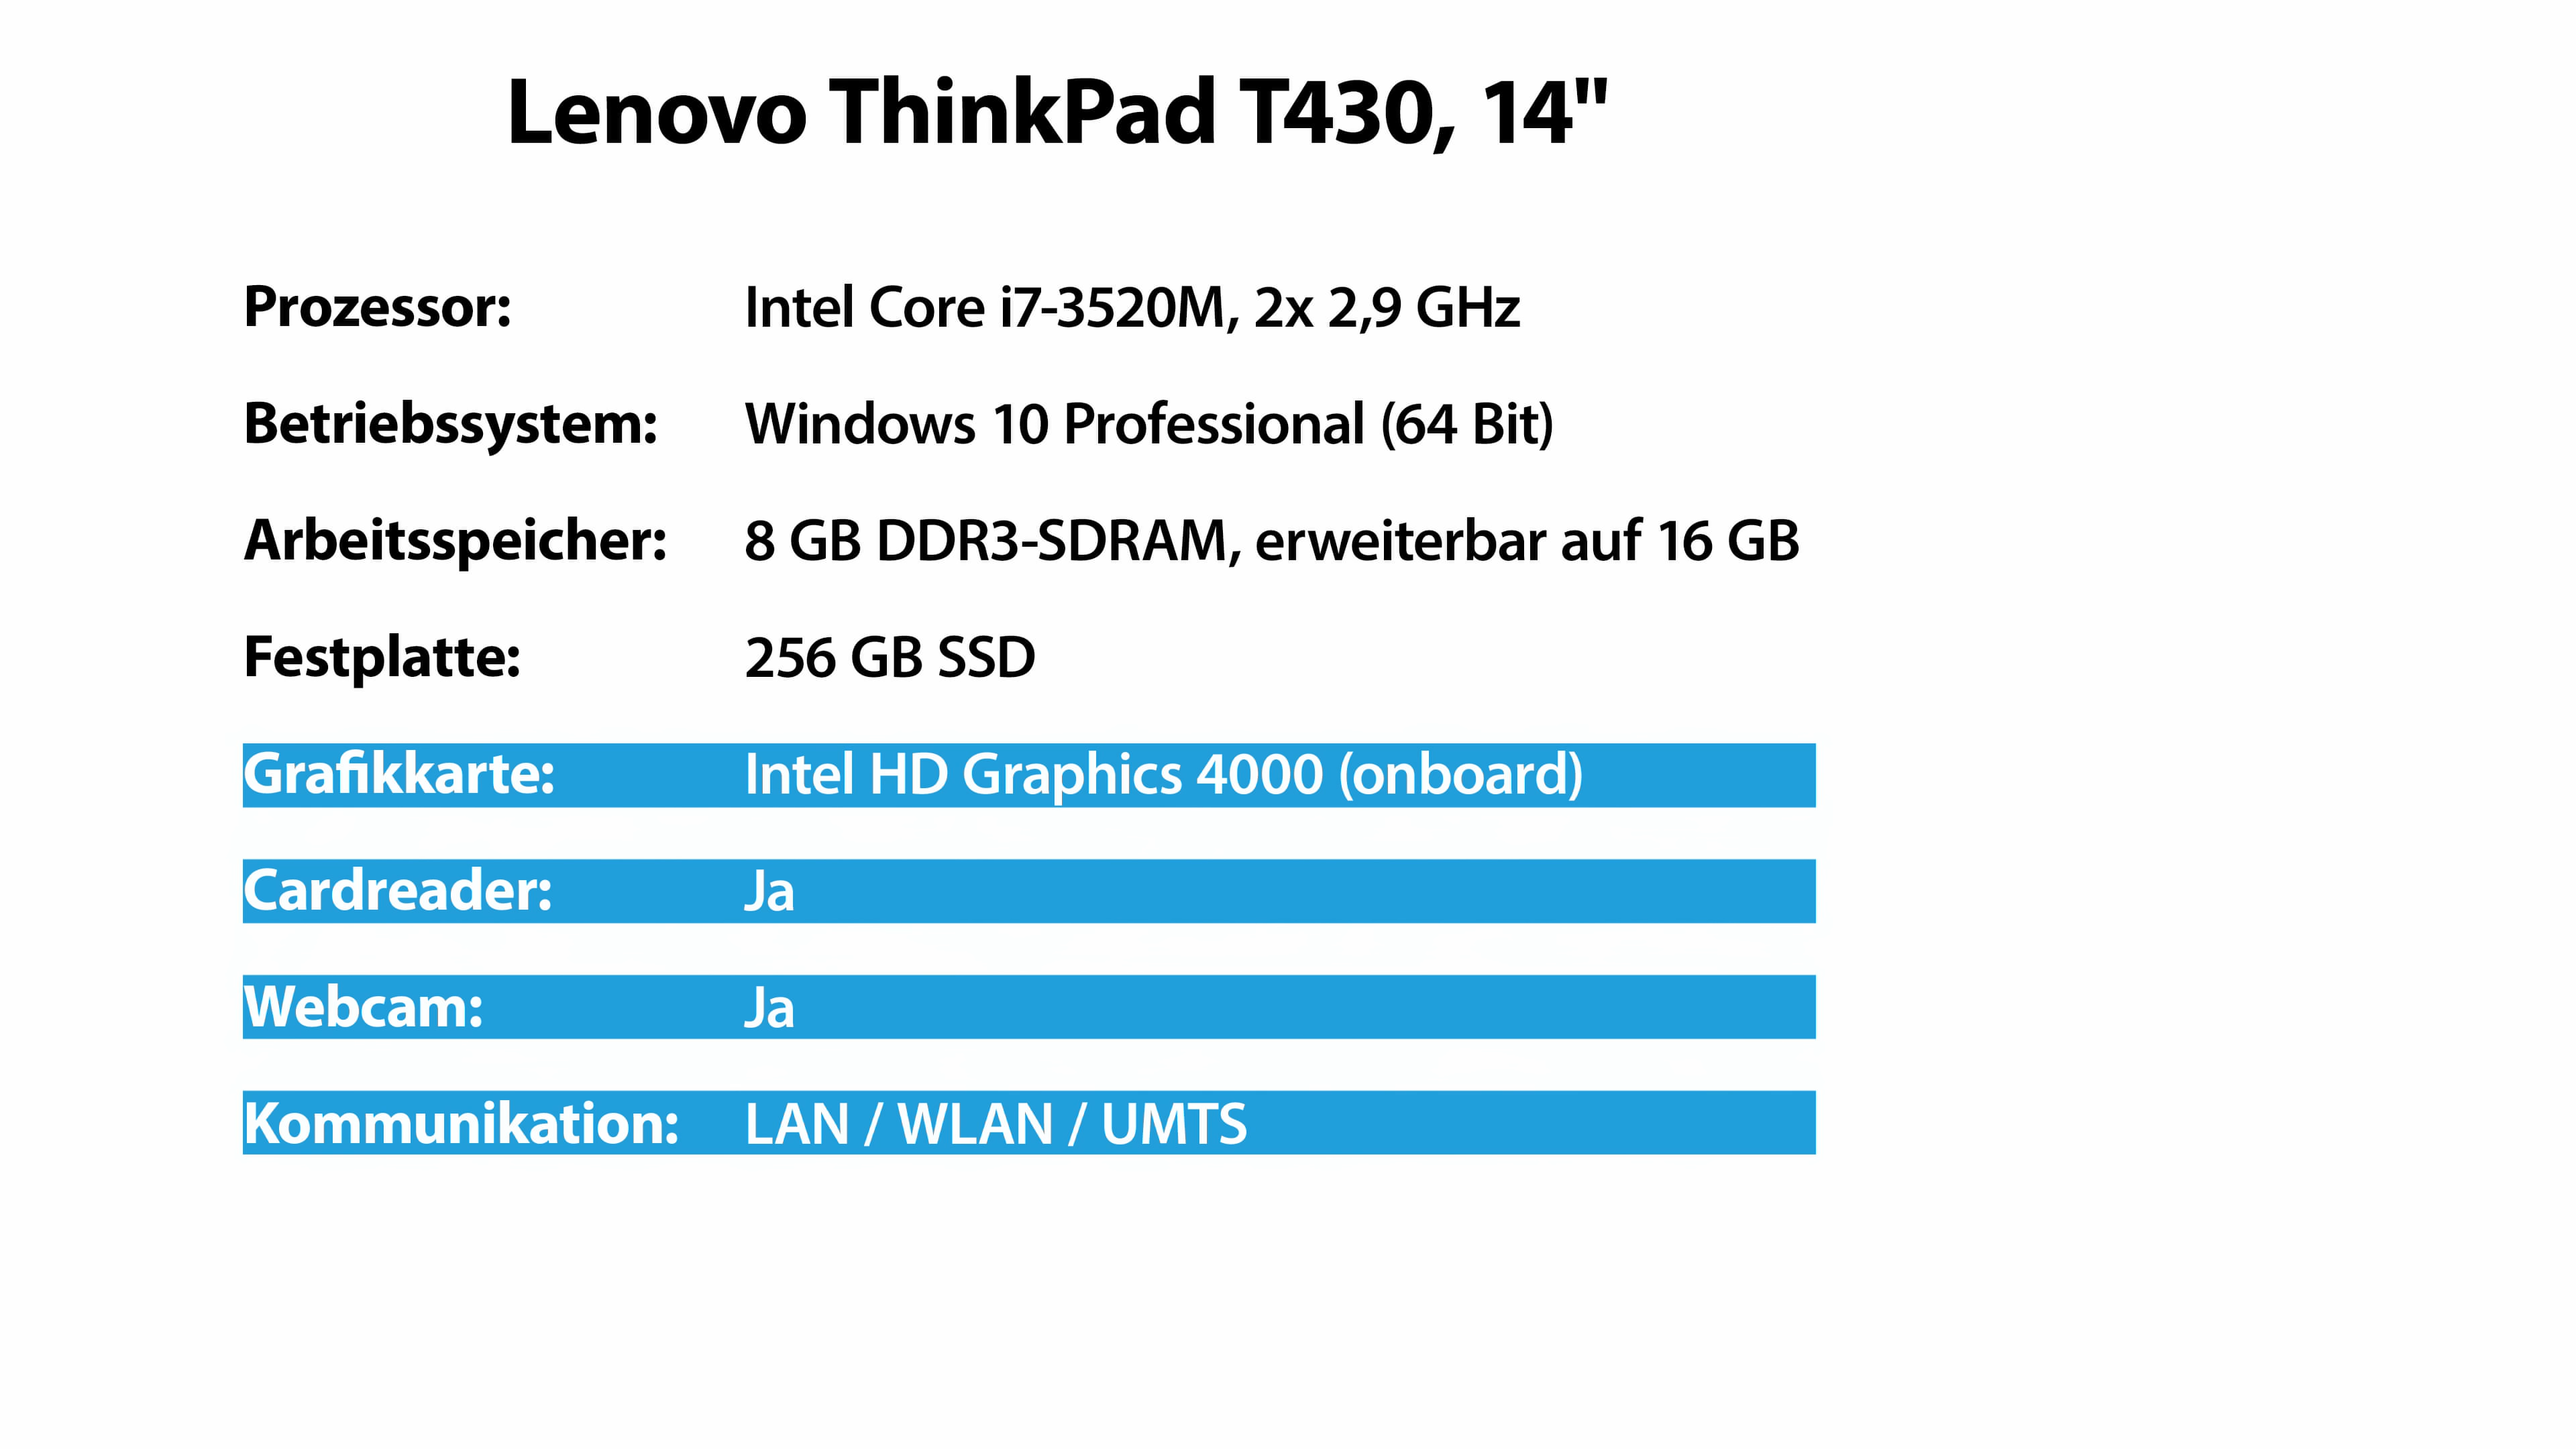 Lenovo ThinkPad T430, 14"
Prozessor: Intel Core i7-3520M, 2x 2,9 GHz
Betriebssystem: Windows 10 Professional (64 Bit)
Arbeitsspeicher: 8 GB DDR3-SDRAM, erweiterbar auf 16 GB
Festplatte: 256 GB SSD
Grafikkarte: Intel HD Graphics 4000 (onboard)
Cardreader: Ja
Webcam: Ja
Kommunikation: LAN / WLAN / UMTS